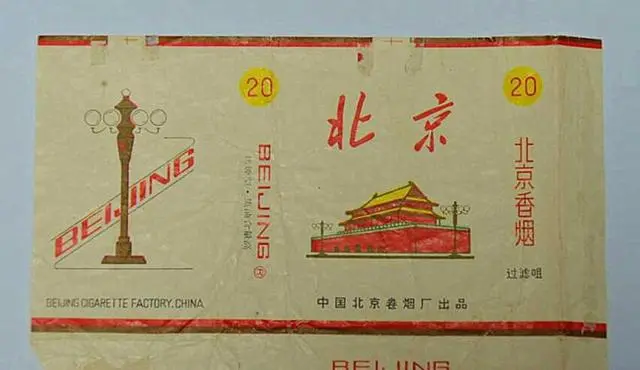 BEIJING
BEIJING CIGARETTE FACTORY.CHINA
20
BEIJING
北京
中国北京卷烟厂出品
20
北京香烟
过滤咀
BEIJING